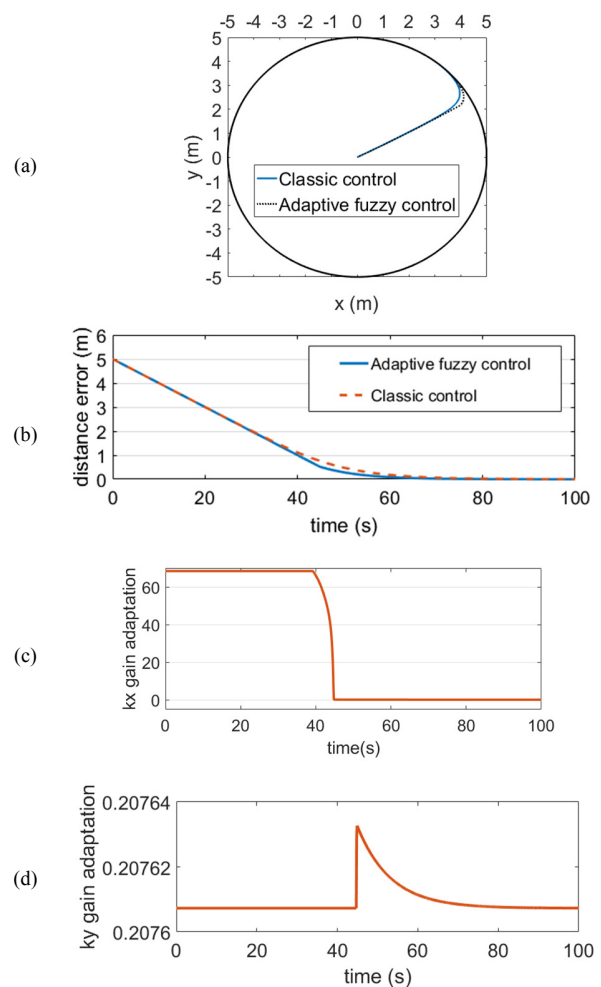 -5 -4 -3 -2 -1 0 1 2 3 4 5
5
4
3
2
1
0
-1
-2
-3
-4
-5
y (m)
Classic control
Adaptive fuzzy control
x (m)
(a)
6
5
4
3
2
1
0
distance error (m)
Adaptive fuzzy control
Classic control
0 20 40 60 80 100
time (s)
(b)
60
40
20
0
kx gain adaptation
0 20 40 60 80 100
time(s)
(c)
0.20764
0.20762
0.2076
ky gain adaptation
0 20 40 60 80 100
time (s)
(d)